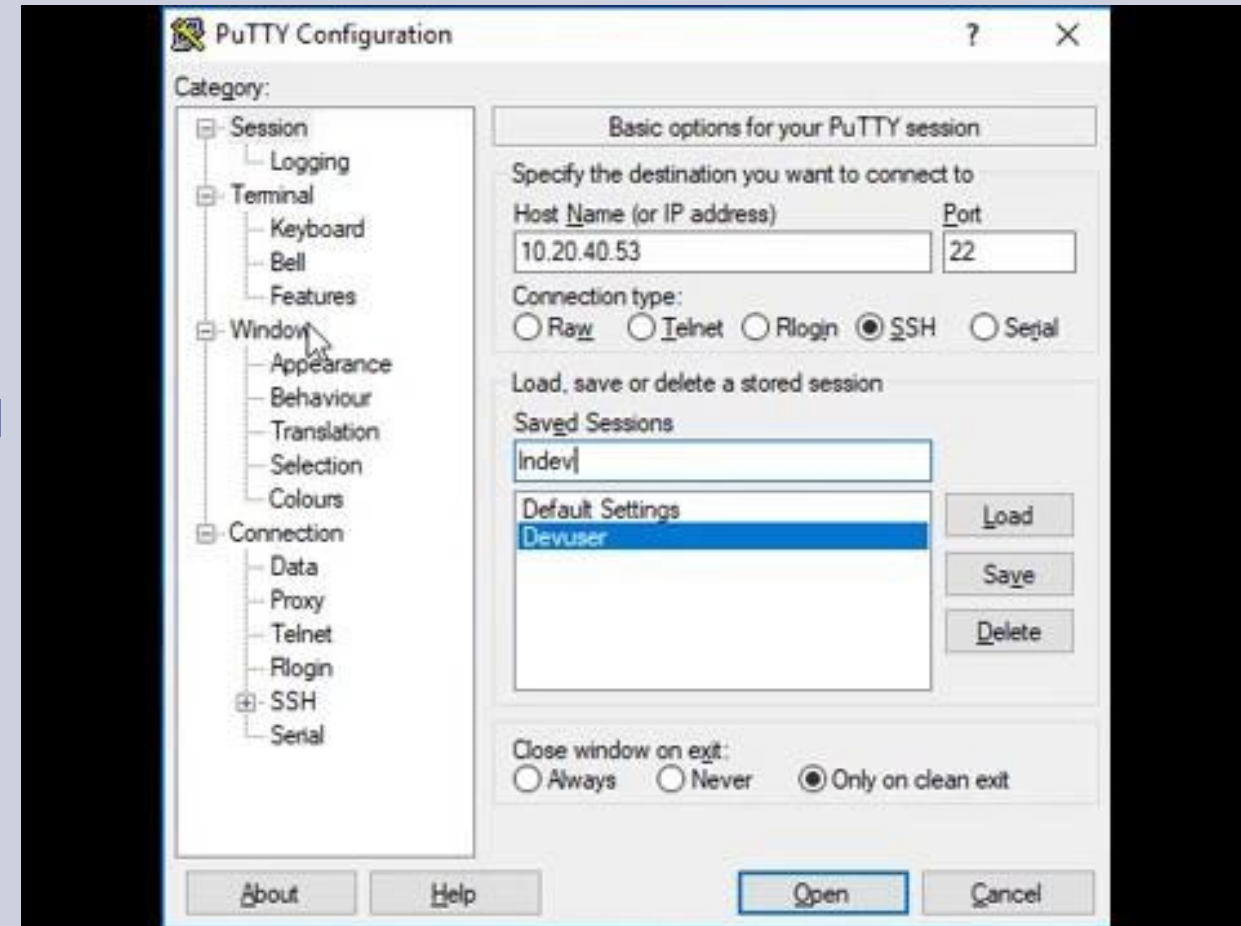 PuTTY Configuration
?
Category:
Session
Logging
Terminal
Keyboard
Bell
Features
Window
Appearance
Behaviour
Translation
Selection
Colours
Connection
Data
Proxy
Telnet
Rlogin
SSH
Serial
Basic options for your PuTTY session
Specify the destination you want to connect to
Host Name (or IP address) Port
10.20.40.53 22
Connection type:
Raw Telnet Rlogin SSH Serial
Load, save or delete a stored session
Saved Sessions
Indev
Default Settings
Devuser
Load
Save
Delete
Close window on exit:
Always Never Only on clean exit
About Help Open Cancel